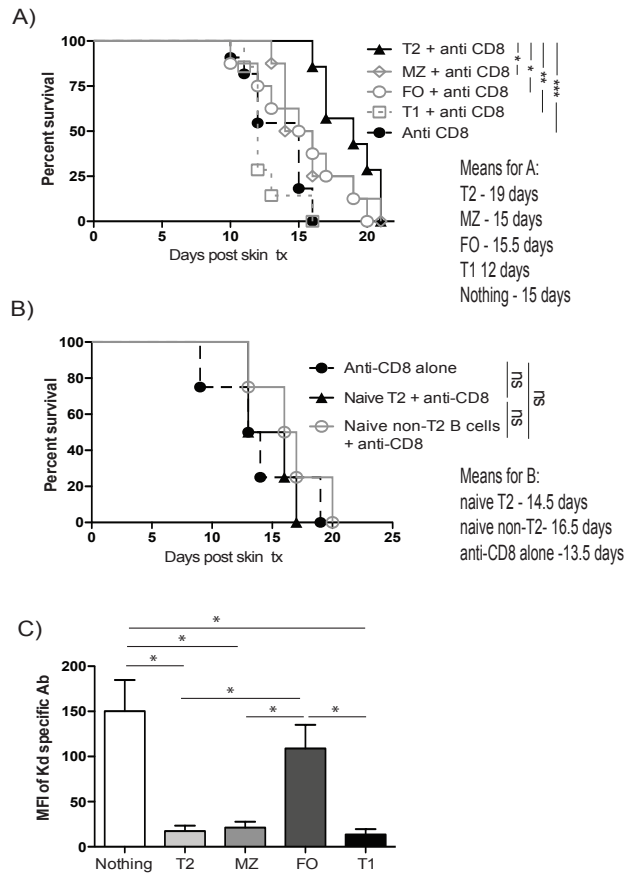 A)
100
75
50
25
0
Percent survival
0 5 10 15 20
Days post skin tx
T2 + anti CD8
MZ + anti CD8
FO + anti CD8
T1 + anti CD8
Anti CD8
*
*
**
***
Means for A:
T2 - 19 days
MZ - 15 days
FO - 15.5 days
T1 12 days
Nothing - 15 days
B)
100
80
60
40
20
0
Percent survival
0 5 10 15 20 25
Days post skin tx
Anti-CD8 alone
Naive T2 + anti-CD8
Naive non-T2 B cells
+ anti-CD8
ns
ns
ns
Means for B:
naive T2 - 14.5 days
naive non-T2- 16.5 days
anti-CD8 alone -13.5 days
C)
*
*
*
*
*
*
200
150
100
50
0
MFI of Kd specific Ab
Nothing T2 MZ FO T1